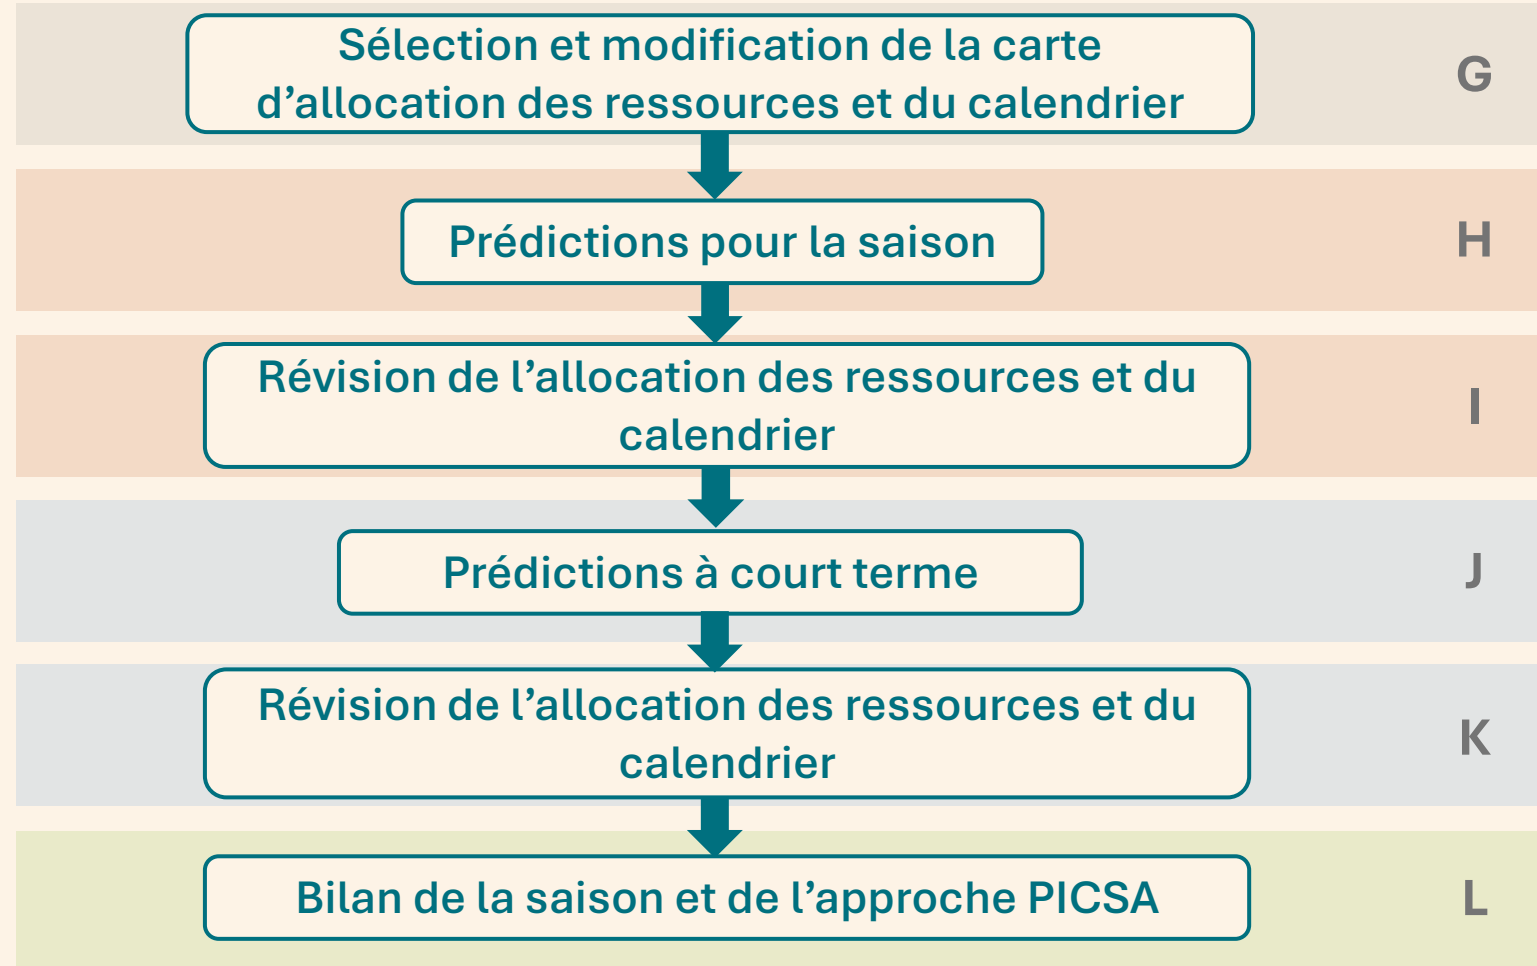 Sélection et modification de la carte
d’allocation des ressources et du calendrier
G
Prédictions pour la saison
H
Révision de l’allocation des ressources et du
calendrier
I
Prédictions à court terme
J
Révision de l’allocation des ressources et du
calendrier
K
Bilan de la saison et de l’approche PICSA
L